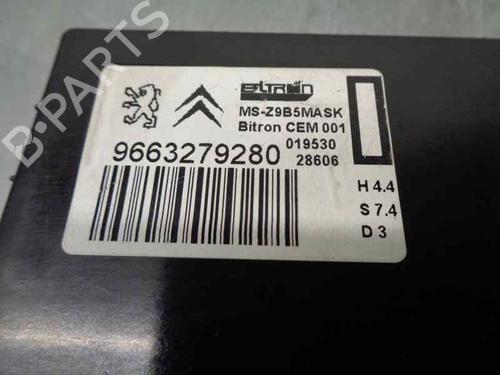 BITRON
MS-Z9B5MASK
Bitron CEM 001
019530
9663279280 28606
H 4.4
S 7.4
D 3
B-PARTS